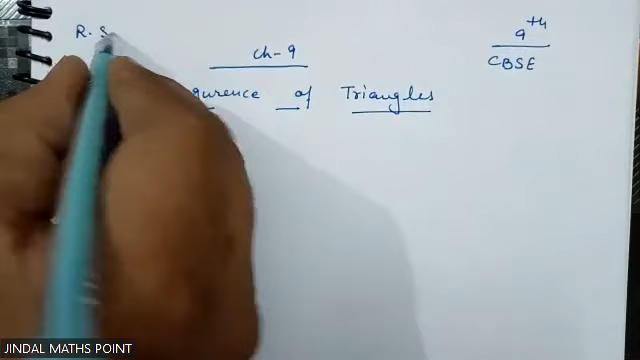 R. S
9th
Ch-9
CBSE
of Triangles
JINDAL MATHS POINT